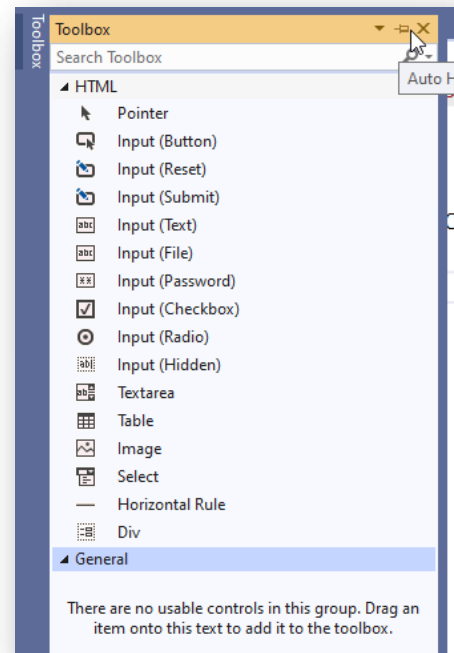 Toolbox
Toolbox
Search Toolbox
Auto H
HTML
Pointer
Input (Button)
Input (Reset)
Input (Submit)
Input (Text)
Input (File)
Input (Password)
Input (Checkbox)
Input (Radio)
Input (Hidden)
Textarea
Table
Image
Select
Horizontal Rule
Div
General
There are no usable controls in this group. Drag an
item onto this text to add it to the toolbox.